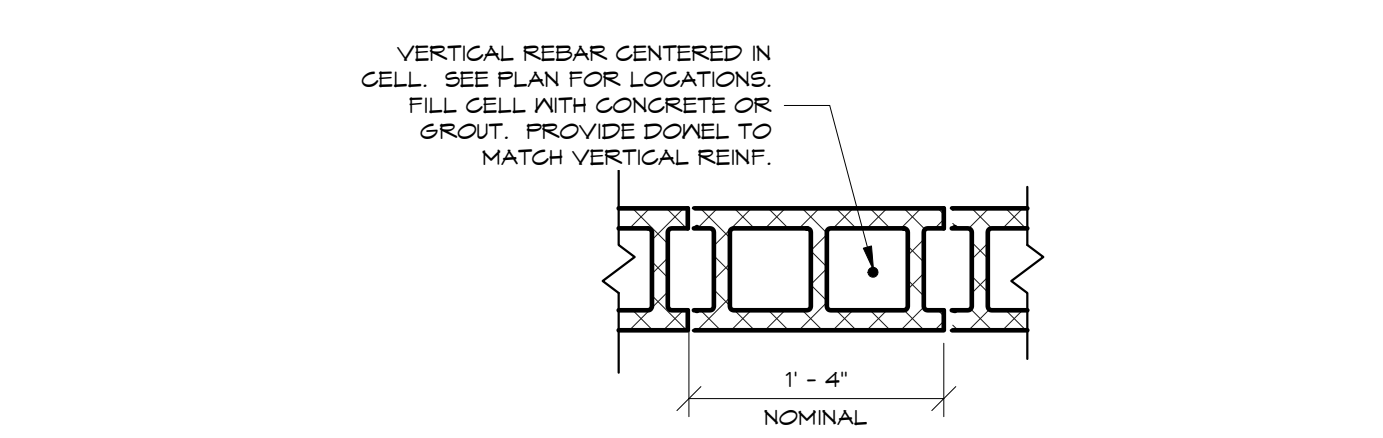 VERTICAL REBAR CENTERED IN
CELL. SEE PLAN FOR LOCATIONS.
FILL CELL WITH CONCRETE OR
GROUT. PROVIDE DOWEL TO
MATCH VERTICAL REINF.
1' - 4"
NOMINAL